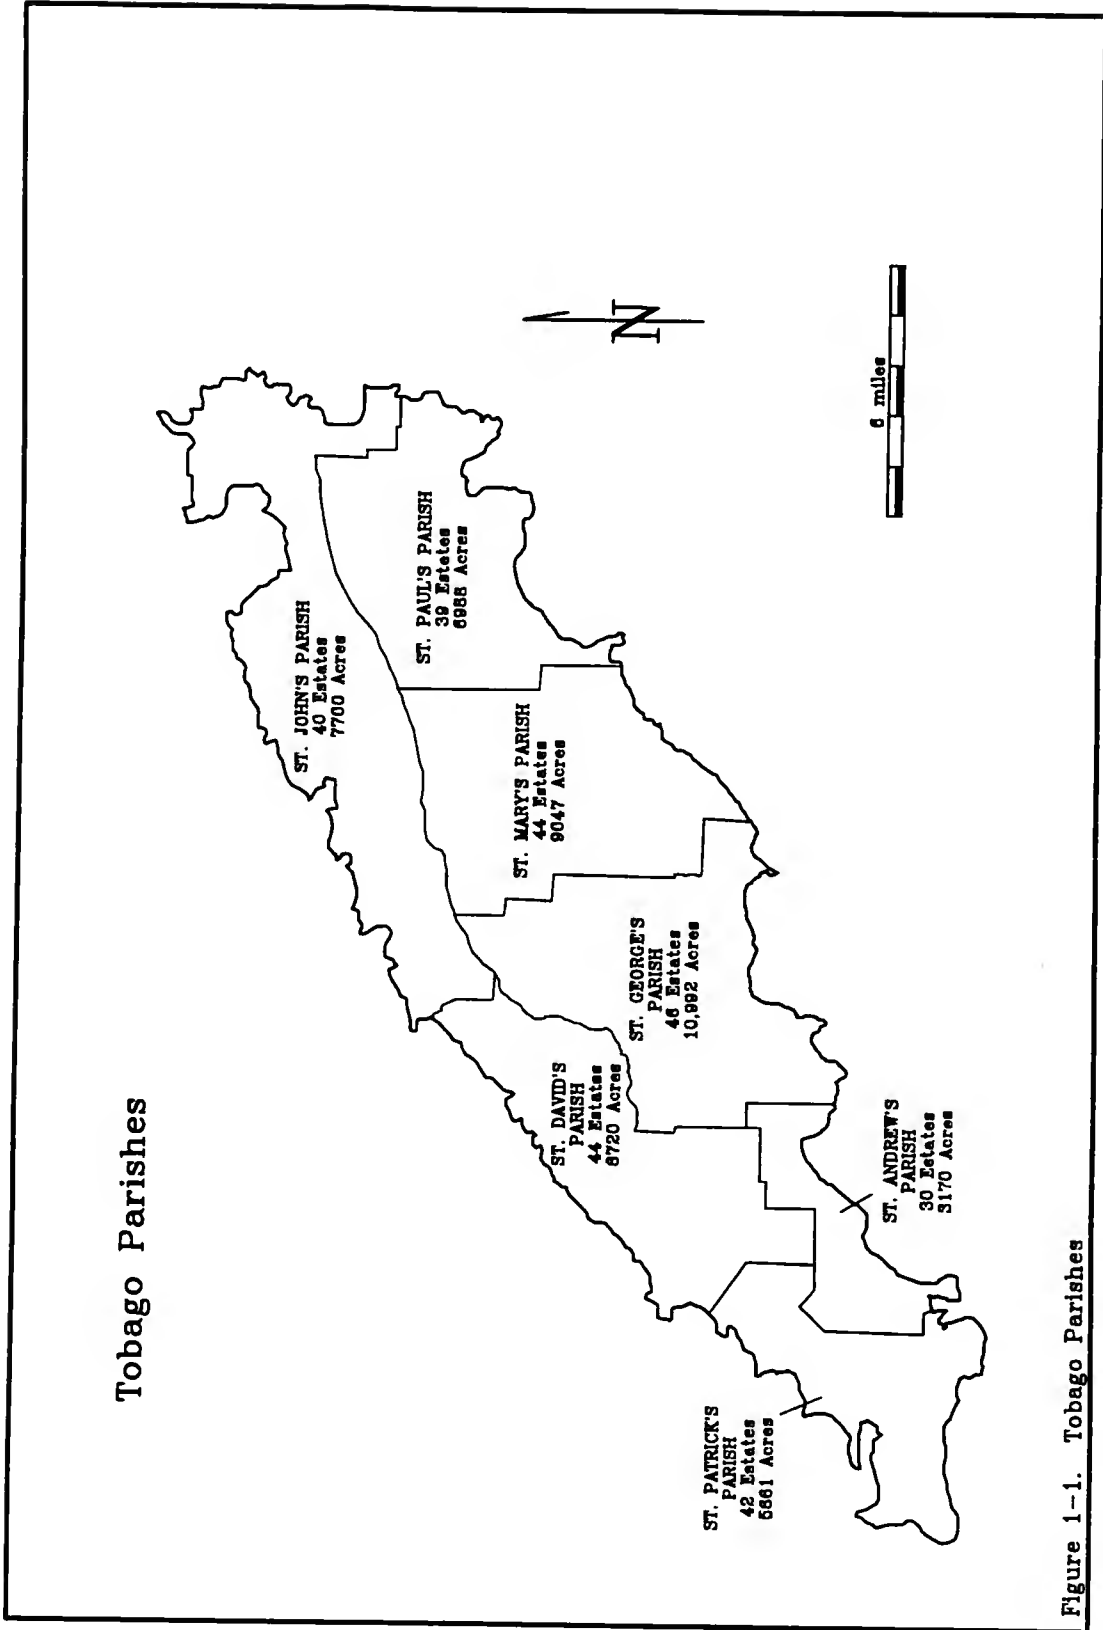 Tobago Parishes
ST. JOHN'S PARISH
40 Estates
7700 Acres
ST. PAUL'S PARISH
39 Estates
6988 Acres
ST. MARY'S PARISH
44 Estates
9047 Acres
ST. GEORGE'S
PARISH
46 Estates
10,992 Acres
ST. DAVID'S
PARISH
44 Estates
8720 Acres
ST. PATRICK'S
PARISH
42 Estates
5661 Acres
ST. ANDREW'S
PARISH
30 Estates
3170 Acres
N
6 miles
Figure 1-1. Tobago Parishes